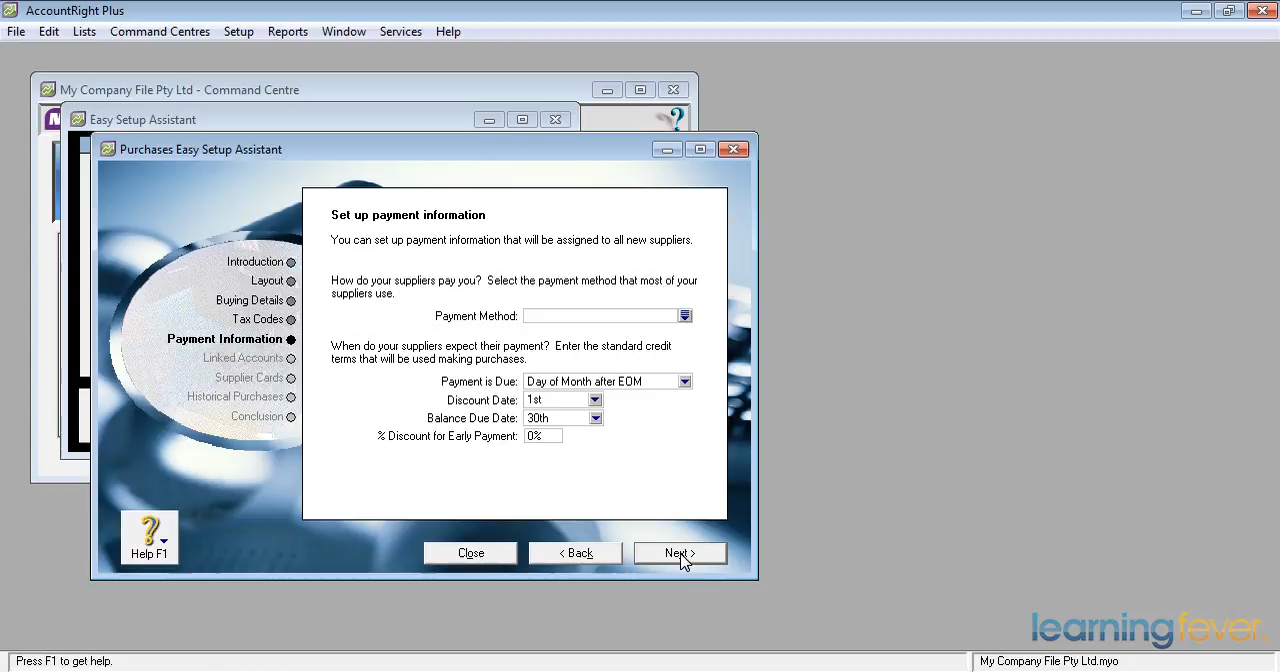 AccountRight Plus
File Edit Lists Command Centres Setup Reports Window Services Help
My Company File Pty Ltd - Command Centre
Easy Setup Assistant
Purchases Easy Setup Assistant
Introduction
Layout
Buying Details
Tax Codes
Payment Information
Linked Accounts
Supplier Cards
Historical Purchases
Conclusion
Set up payment information
You can set up payment information that will be assigned to all new suppliers.
How do your suppliers pay you? Select the payment method that most of your
suppliers use.
Payment Method:
When do your suppliers expect their payment? Enter the standard credit
terms that will be used making purchases.
Payment is Due: Day of Month after EOM
Discount Date: 1st
Balance Due Date: 30th
% Discount for Early Payment: 0%
Help F1
Close
< Back
Next >
learningfever.
Press F1 to get help.
My Company File Pty Ltd.myo